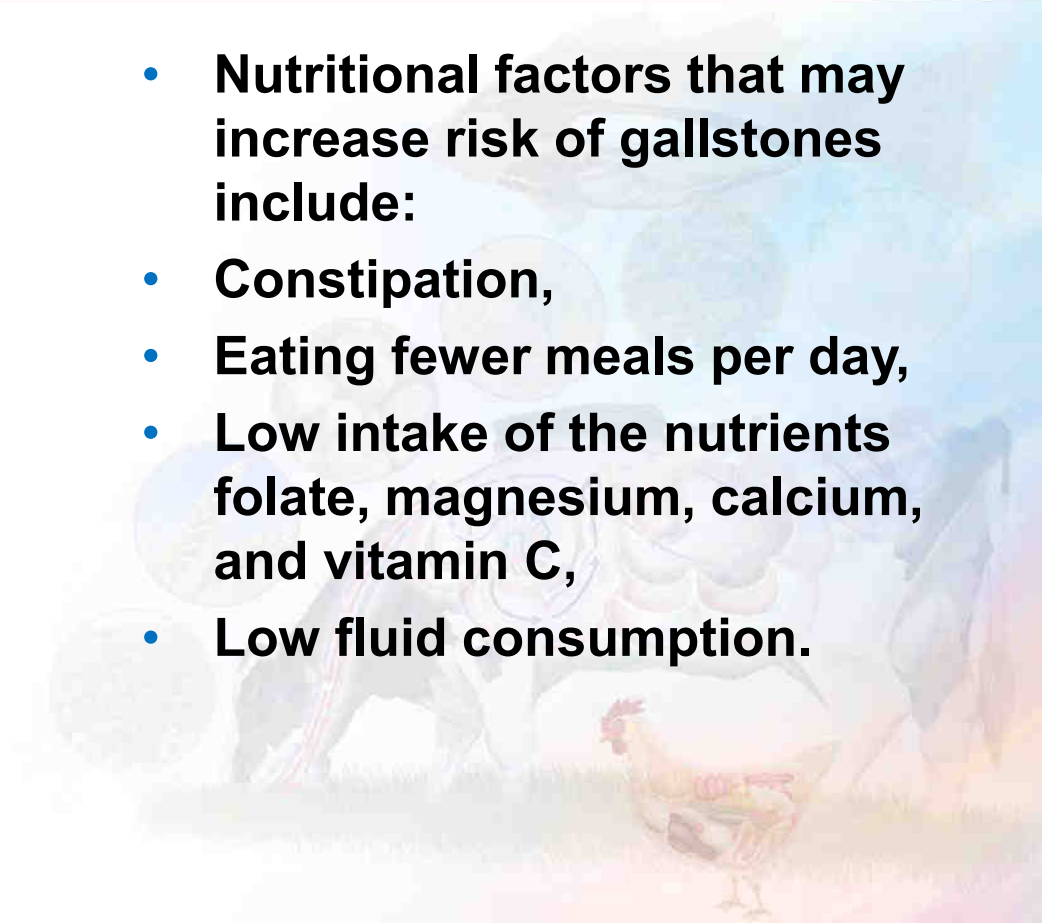 • Nutritional factors that may
increase risk of gallstones
include:
• Constipation,
• Eating fewer meals per day,
• Low intake of the nutrients
folate, magnesium, calcium,
and vitamin C,
• Low fluid consumption.